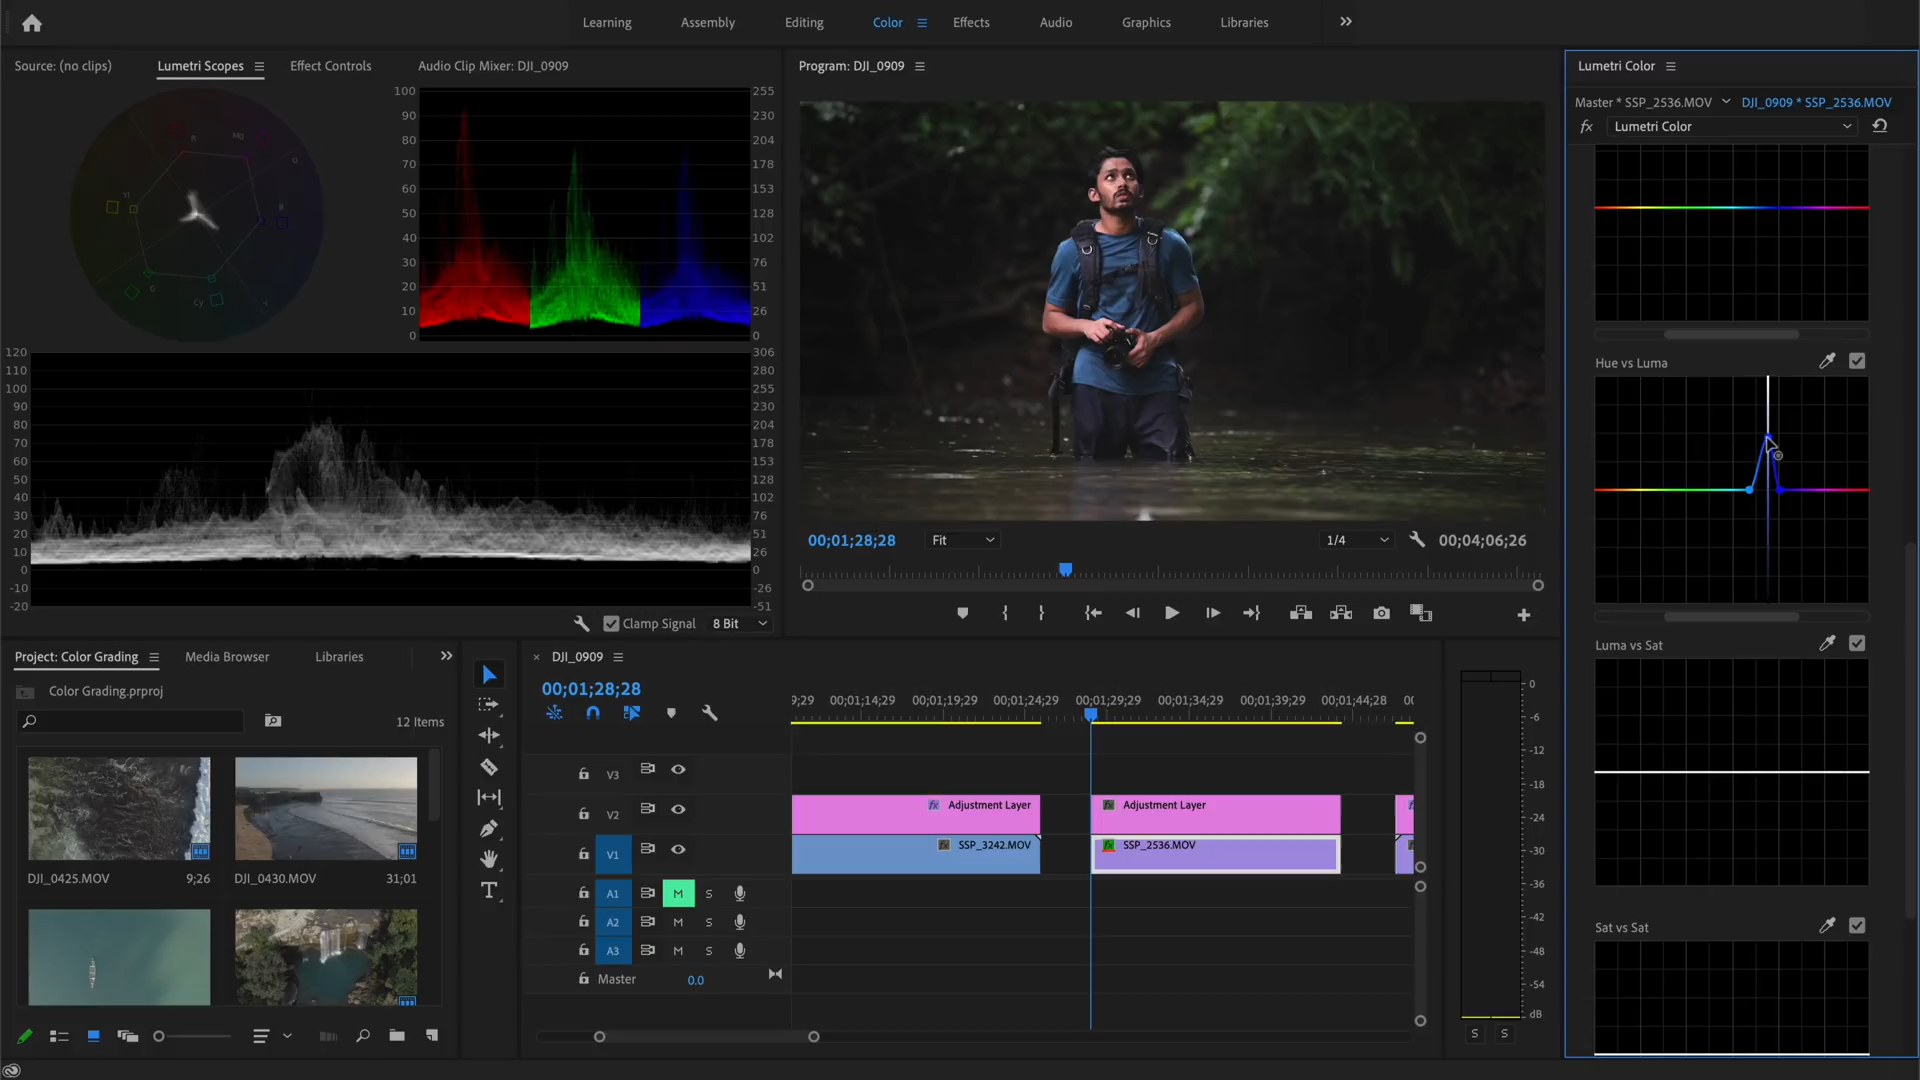 Learning Assembly Editing Color Effects Audio Graphics Libraries
Source: (no clips) Lumetri Scopes Effect Controls Audio Clip Mixer: DJI_0909
R Mg B Cy G Yl
100 90 80 70 60 50 40 30 20 10 0
255 230 204 178 153 128 102 76 51 26 0
120 110 100 90 80 70 60 50 40 30 20 10 0 -10 -20
306 280 255 230 204 178 153 128 102 76 51 26 0 -26 -51
Clamp Signal 8 Bit
Program: DJI_0909
00;01;28;28 Fit 1/4 00;04;06;26
Lumetri Color
Master * SSP_2536.MOV DJI_0909 * SSP_2536.MOV
fx Lumetri Color
Hue vs Luma
Luma vs Sat
Sat vs Sat
Project: Color Grading Media Browser Libraries
Color Grading.prproj
12 Items
DJI_0425.MOV 9;26 DJI_0430.MOV 31;01
DJI_0909
00;01;28;28
9;29 00;01;14;29 00;01;19;29 00;01;24;29 00;01;29;29 00;01;34;29 00;01;39;29 00;01;44;28 00
V3
V2 fx Adjustment Layer fx Adjustment Layer
V1 fx SSP_3242.MOV fx SSP_2536.MOV
A1 M S
A2 M S
A3 M S
Master 0.0
0 -6 -12 -18 -24 -30 -36 -42 -48 -54 dB
S S